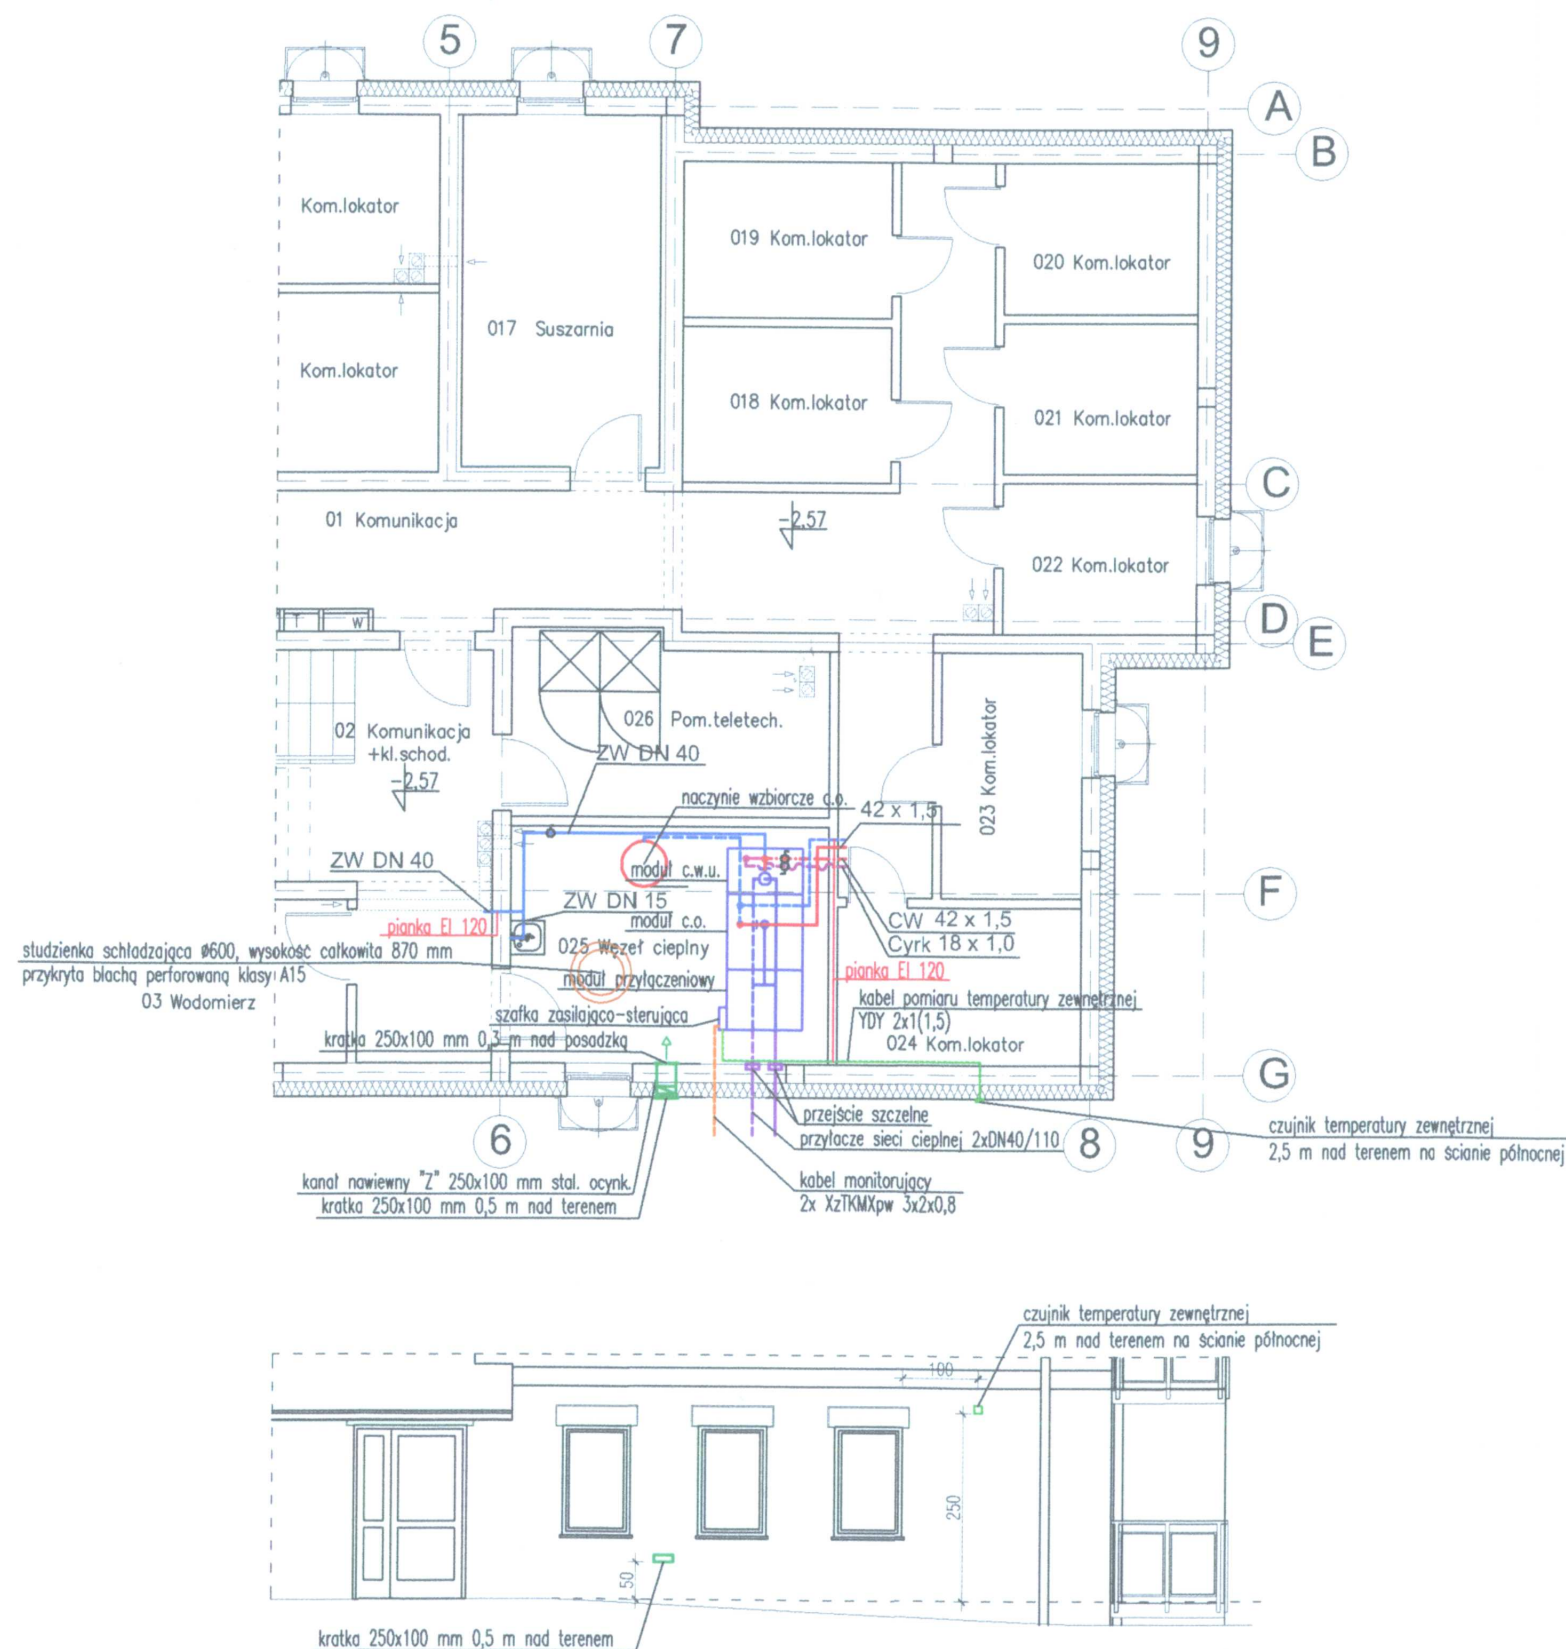 5
7
9
A
B
Kom.lokator
019 Kom.lokator
020 Kom.lokator
017 Suszarnia
Kom.lokator
018 Kom.lokator
021 Kom.lokator
C
01 Komunikacja
-2,57
022 Kom.lokator
T
W
D
E
02 Komunikacja
+kl.schod.
-2,57
026 Pom.teletech.
ZW DN 40
023 Kom.lokator
naczynie wzbiorcze c.o.
42 x 1,5
ZW DN 40
moduł c.w.u.
F
ZW DN 15
moduł c.o.
CW 42 x 1,5
Cyrk 18 x 1,0
pianka EI 120
025 Węzeł cieplny
studzienka schładzająca ø600, wysokość całkowita 870 mm
przykryta blachą perforowaną klasy A15
03 Wodomierz
moduł przyłączeniowy
pianka EI 120
szafka zasilająco-sterująca
kabel pomiaru temperatury zewnętrznej
YDY 2x1(1,5)
024 Kom.lokator
kratka 250x100 mm 0,3 m nad posadzką
G
6
8
9
przejście szczelne
przyłacze sieci cieplnej 2xDN40/110
czujnik temperatury zewnętrznej
2,5 m nad terenem na ścianie północnej
kanał nawiewny "Z" 250x100 mm stal. ocynk.
kratka 250x100 mm 0,5 m nad terenem
kabel monitorujący
2x XzTKMXpw 3x2x0,8
czujnik temperatury zewnętrznej
2,5 m nad terenem na ścianie północnej
100
250
50
kratka 250x100 mm 0,5 m nad terenem